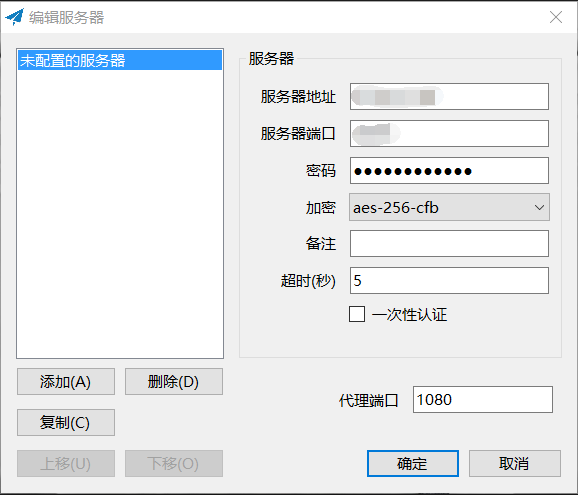 编辑服务器
未配置的服务器
服务器
服务器地址
服务器端口
密码 ●●●●●●●●●●●●
加密 aes-256-cfb
备注
超时(秒) 5
一次性认证
添加(A) 删除(D)
复制(C)
代理端口 1080
上移(U) 下移(O)
确定 取消